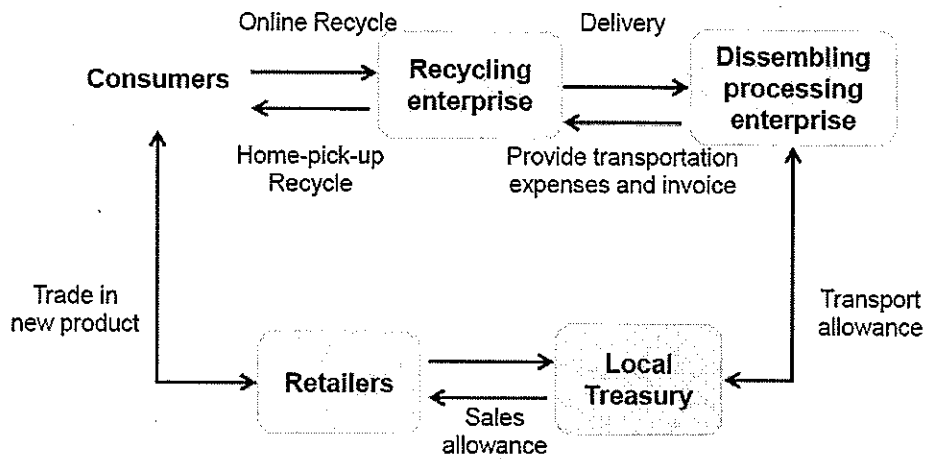 Online Recycle
Delivery
Consumers
Recycling
enterprise
Dissembling
processing
enterprise
Home-pick-up
Recycle
Provide transportation
expenses and invoice
Trade in
new product
Transport
allowance
Retailers
Local
Treasury
Sales
allowance